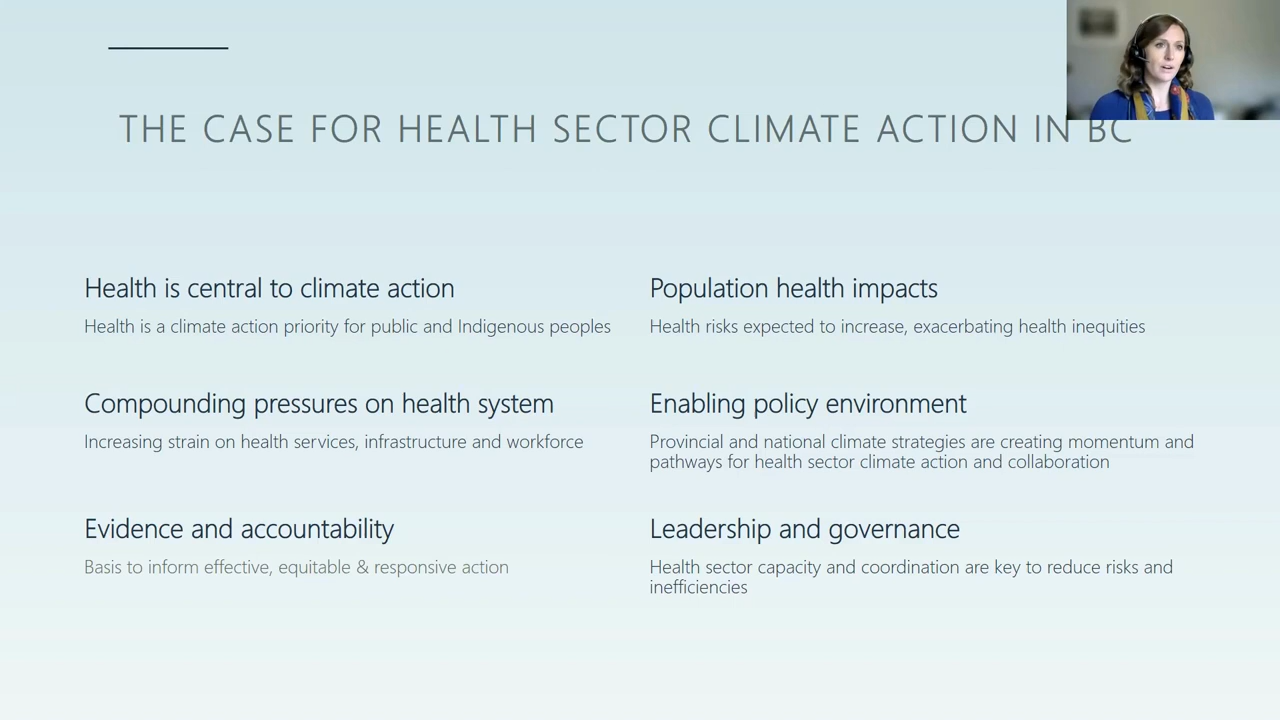 THE CASE FOR HEALTH SECTOR CLIMATE ACTION IN BC
Health is central to climate action
Health is a climate action priority for public and Indigenous peoples
Population health impacts
Health risks expected to increase, exacerbating health inequities
Compounding pressures on health system
Increasing strain on health services, infrastructure and workforce
Enabling policy environment
Provincial and national climate strategies are creating momentum and
pathways for health sector climate action and collaboration
Evidence and accountability
Basis to inform effective, equitable & responsive action
Leadership and governance
Health sector capacity and coordination are key to reduce risks and
inefficiencies